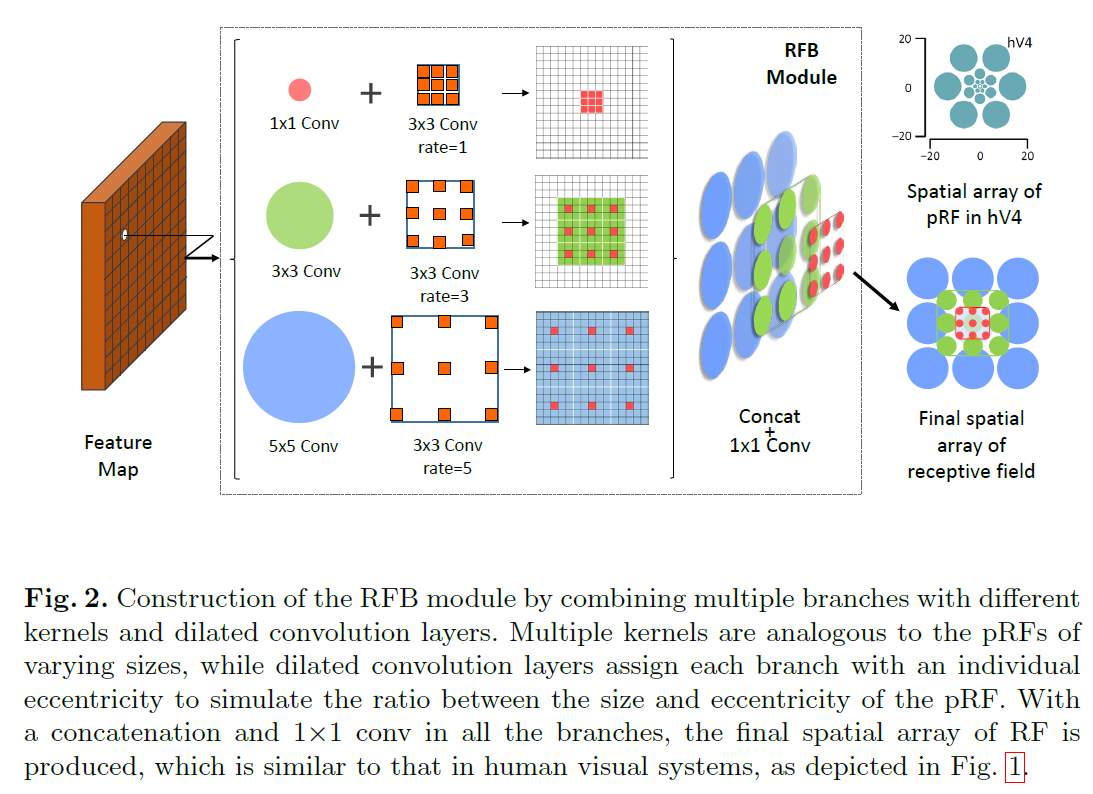 RFB
Module
1x1 Conv
3x3 Conv
rate=1
3x3 Conv
3x3 Conv
rate=3
5x5 Conv
3x3 Conv
rate=5
Feature
Map
Concat
+
1x1 Conv
20
0
−20
−20
0
20
hV4
Spatial array of
pRF in hV4
Final spatial
array of
receptive field
Fig. 2. Construction of the RFB module by combining multiple branches with different
kernels and dilated convolution layers. Multiple kernels are analogous to the pRFs of
varying sizes, while dilated convolution layers assign each branch with an individual
eccentricity to simulate the ratio between the size and eccentricity of the pRF. With
a concatenation and 1×1 conv in all the branches, the final spatial array of RF is
produced, which is similar to that in human visual systems, as depicted in Fig. 1.